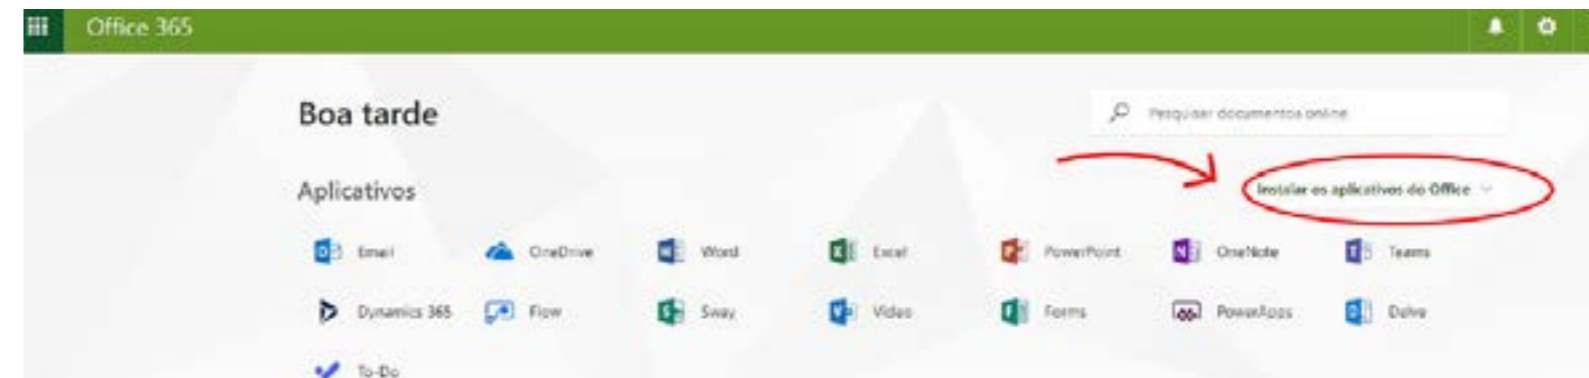 Office 365
Boa tarde
Pesquisar documentos online
Aplicativos
Instalar os aplicativos do Office
Email OneDrive Word Excel PowerPoint OneNote Teams
Dynamics 365 Flow Sway Video Forms PowerApps Delve
To-Do